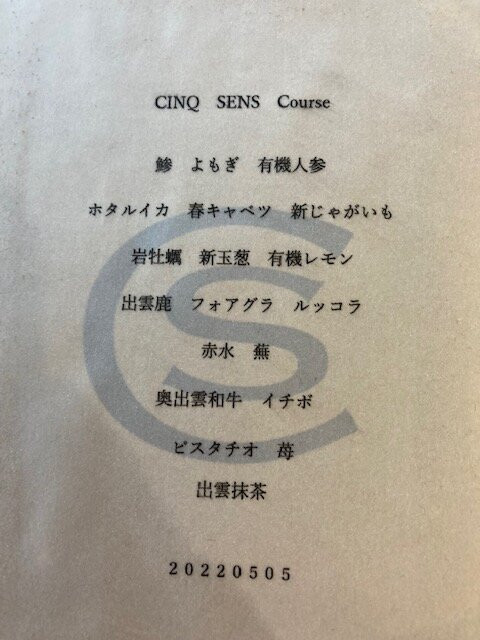 CINQ SENS Course
鯵 よもぎ 有機人参
ホタルイカ 春キャベツ 新じゃがいも
岩牡蠣 新玉葱 有機レモン
出雲鹿 フォアグラ ルッコラ
赤水 蕪
奥出雲和牛 イチボ
ピスタチオ 苺
出雲抹茶
20220505
CS